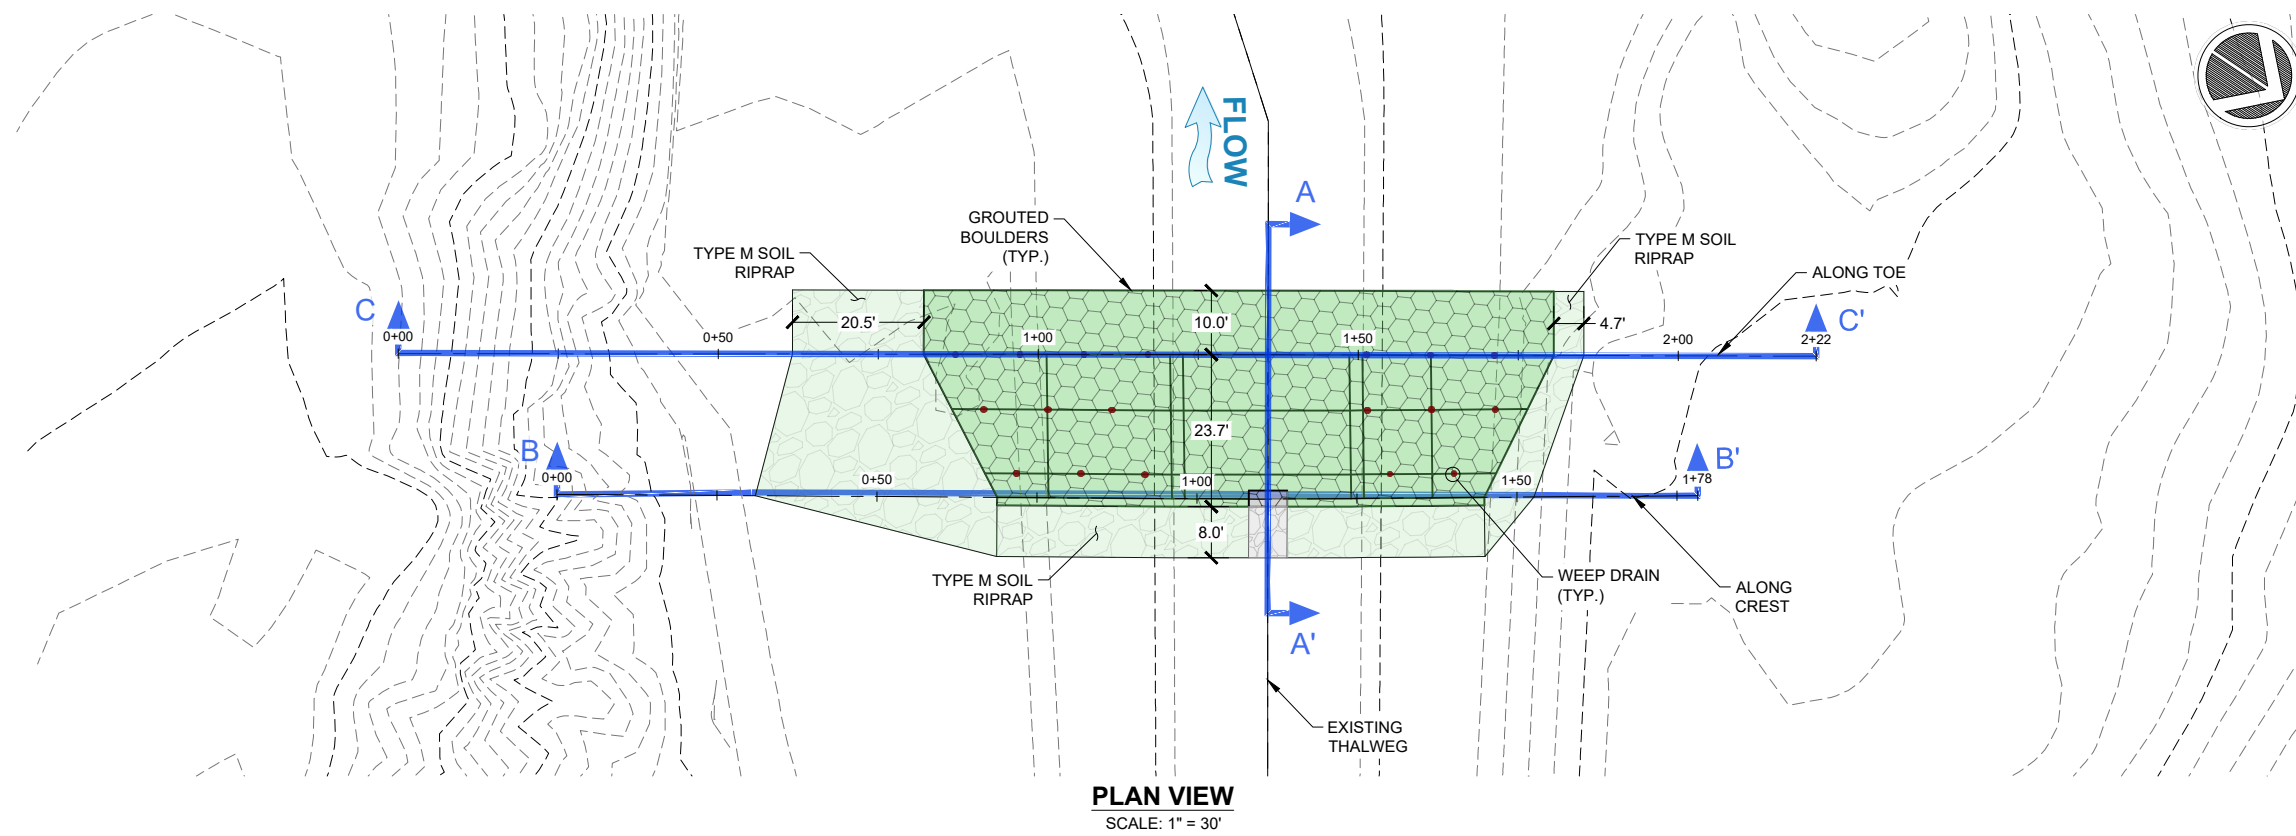 FLOW
A
GROUTED
BOULDERS
(TYP.)
TYPE M SOIL
RIPRAP
TYPE M SOIL
RIPRAP
ALONG TOE
C
C'
20.5'
10.0'
4.7'
0+00
0+50
1+00
1+50
2+00
2+22
23.7'
B
B'
0+00
0+50
1+00
1+50
1+78
8.0'
TYPE M SOIL
RIPRAP
WEEP DRAIN
(TYP.)
ALONG
CREST
A'
EXISTING
THALWEG
PLAN VIEW
SCALE: 1" = 30'